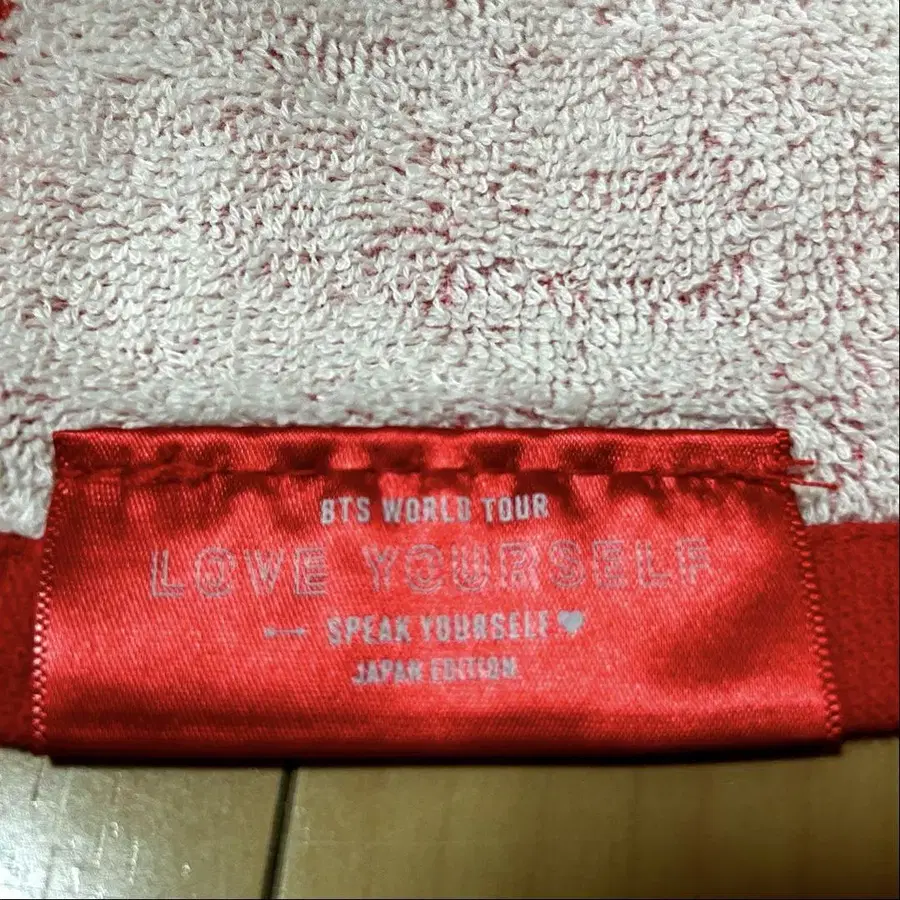 BTS WORLD TOUR
LOVE YOURSELF
SPEAK YOURSELF
JAPAN EDITION